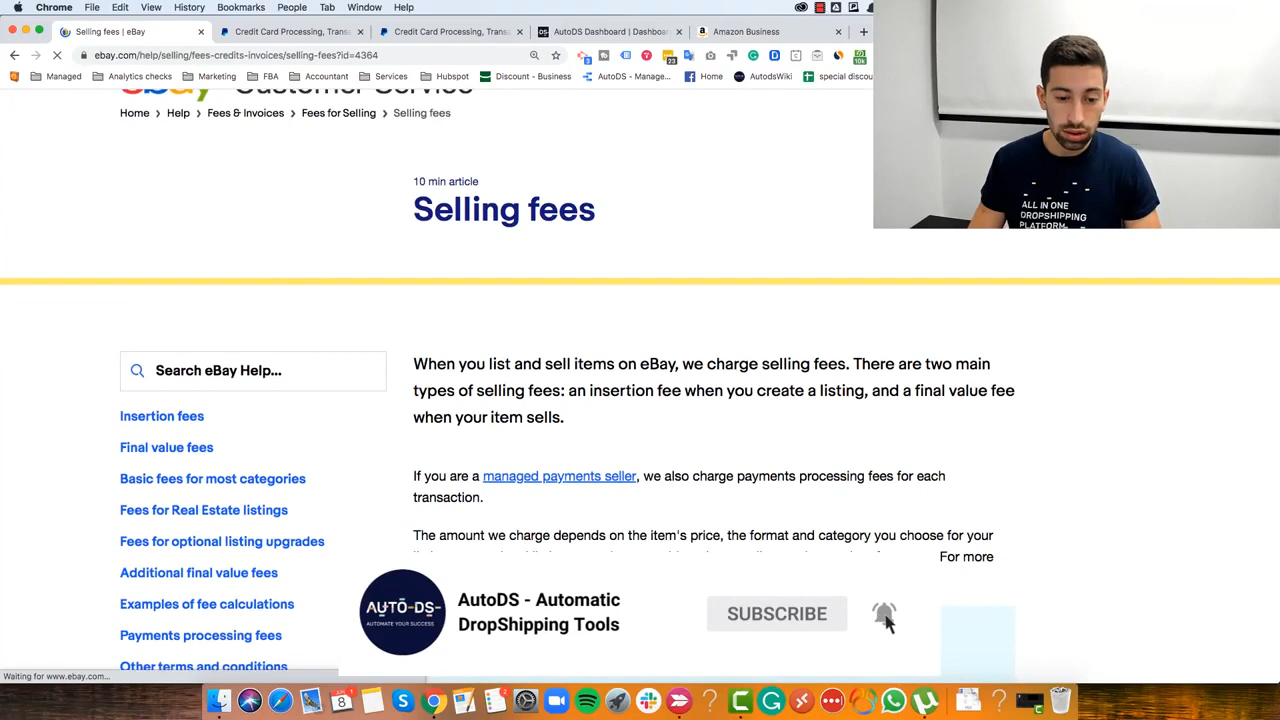 Chrome File Edit View History Bookmarks People Tab Window Help
Selling fees | eBay
Credit Card Processing, Transa
Credit Card Processing, Transa
AutoDS Dashboard | Dashboard
Amazon Business
ebay.com/help/selling/fees-credits-invoices/selling-fees?id=4364
Managed Analytics checks Marketing FBA Accountant Services Hubspot Discount - Business AutoDS - Manage... Home AutodsWiki special discou
Customer Service
Home Help Fees & Invoices Fees for Selling Selling fees
10 min article
Selling fees
ALL IN ONE
DROPSHIPPING
PLATFORM
Search eBay Help...
Insertion fees
Final value fees
Basic fees for most categories
Fees for Real Estate listings
Fees for optional listing upgrades
Additional final value fees
Examples of fee calculations
Payments processing fees
Other terms and conditions
When you list and sell items on eBay, we charge selling fees. There are two main
types of selling fees: an insertion fee when you create a listing, and a final value fee
when your item sells.
If you are a managed payments seller, we also charge payments processing fees for each
transaction.
The amount we charge depends on the item's price, the format and category you choose for your
For more
AUTO-DS-
AUTOMATE YOUR SUCCESS
AutoDS - Automatic
DropShipping Tools
SUBSCRIBE
Waiting for www.ebay.com...